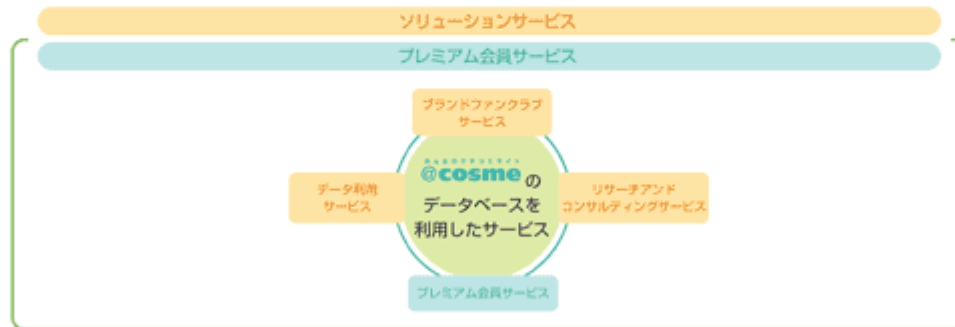 ソリューションサービス
プレミアム会員サービス
ブランドファンクラブ
サービス
@cosme の
データベースを
利用したサービス
データ利用
サービス
リサーチアンド
コンサルティングサービス
プレミアム会員サービス